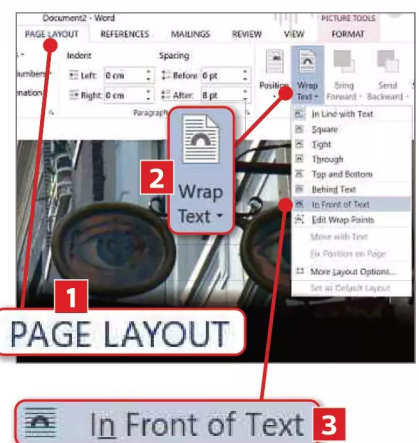 Document2 - Word
PICTURE TOOLS
PAGE LAYOUT REFERENCES MAILINGS REVIEW VIEW FORMAT
Indent Spacing
Left: 0 cm Before: 0 pt
Right: 0 cm After: 8 pt
Position Wrap Text Bring Forward Send Backward
In Line with Text
Square
Tight
Through
Top and Bottom
Behind Text
In Front of Text
Edit Wrap Points
Move with Text
Fix Position on Page
More Layout Options...
Set as Default Layout
2
Wrap
Text
1
PAGE LAYOUT
In Front of Text 3